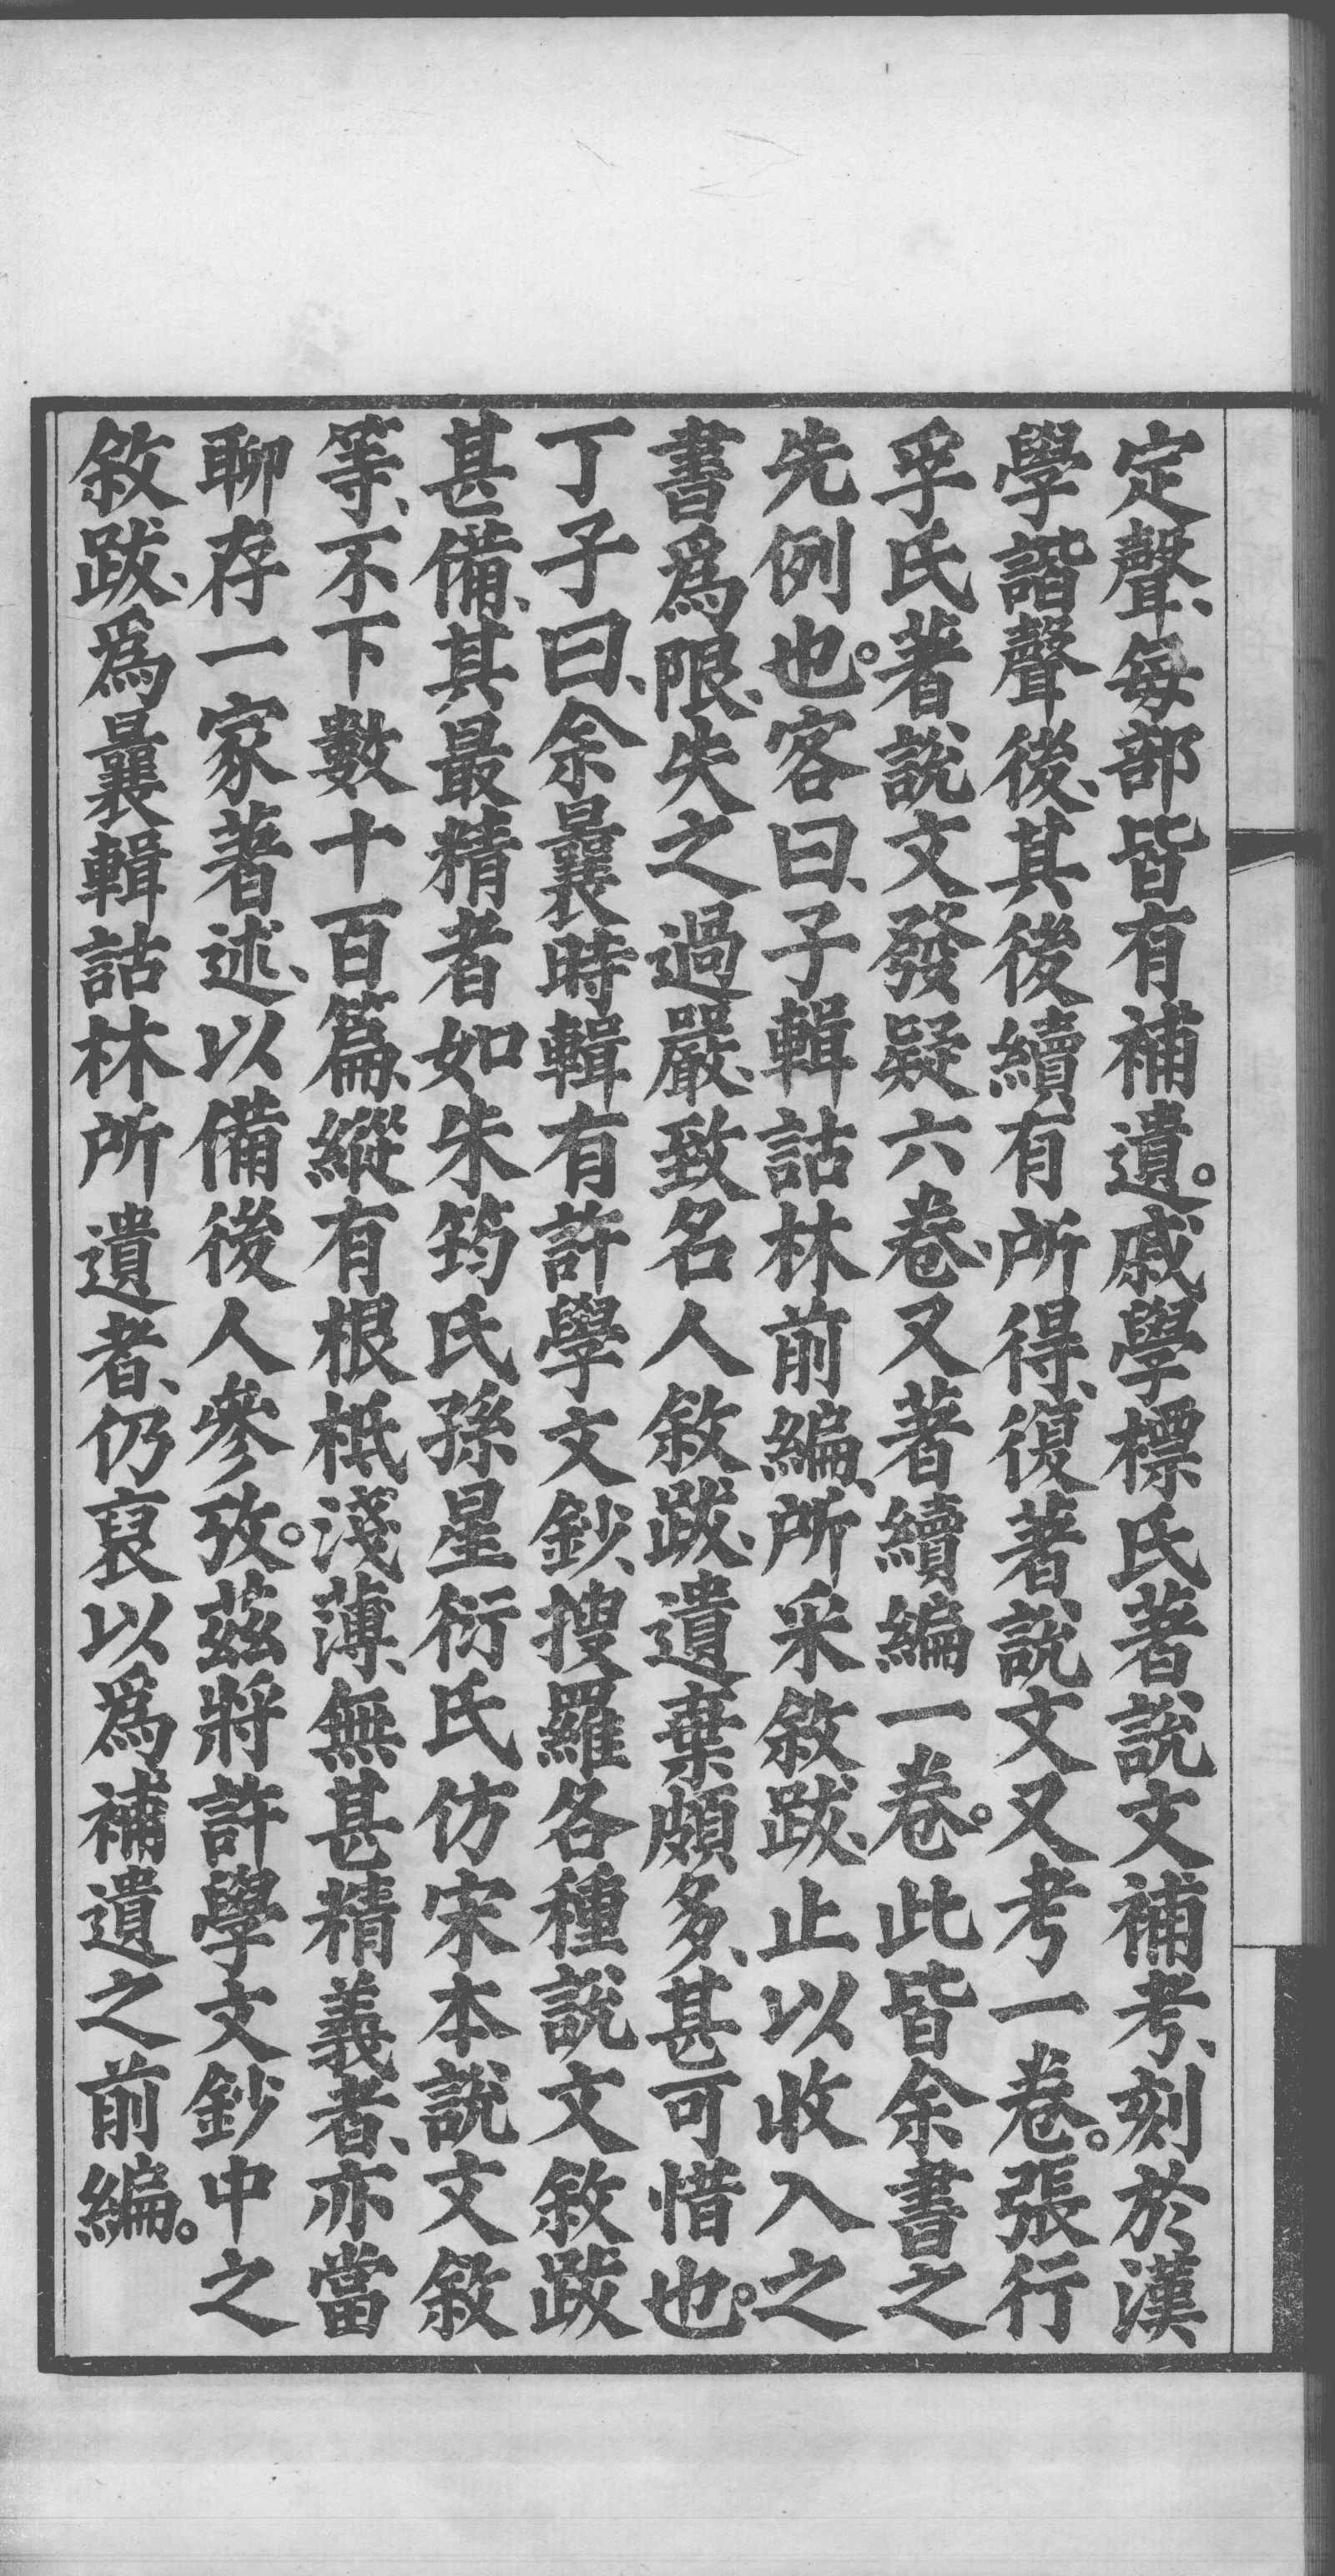 定聲、每部皆有補遺。戚學標氏著說文補考、刻於漢
學諧聲後、其後續有所得、復著說文又考一卷。張行
孚氏著說文發疑六卷、又著續編一卷。此皆余書之
先例也。客曰、子輯詁林前編、所采敘跋、止以收入之
書爲限、失之過嚴、致名人敘跋、遺棄頗多、甚可惜也。
丁子曰、余曩時輯有許學文鈔、搜羅各種說文敘跋
甚備、其最精者如朱筠氏孫星衍氏仿宋本說文敘
等、不下數十百篇、縱有根柢淺薄、無甚精義者、亦當
聊存一家著述、以備後人參攷。茲將許學文鈔中之
敘跋、爲曩輯詁林所遺者、仍裒以爲補遺之前編。